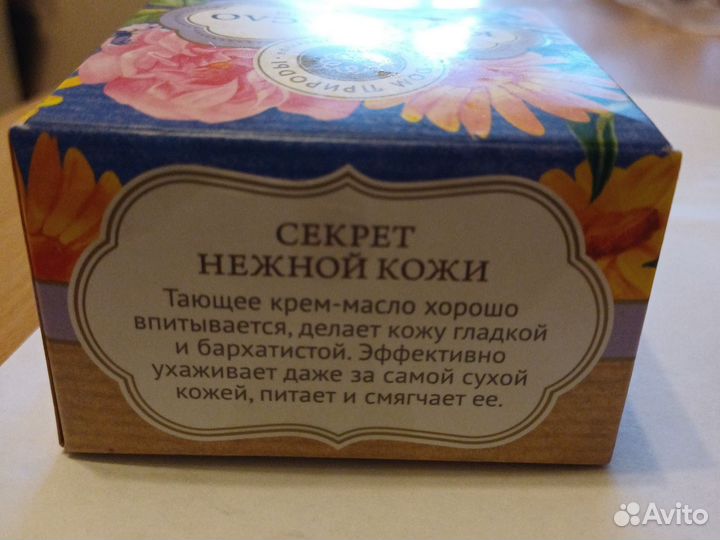 ПРИРОДЫ
СЕКРЕТ
НЕЖНОЙ КОЖИ
Тающее крем-масло хорошо
впитывается, делает кожу гладкой
и бархатистой. Эффективно
ухаживает даже за самой сухой
кожей, питает и смягчает ее.
Avito